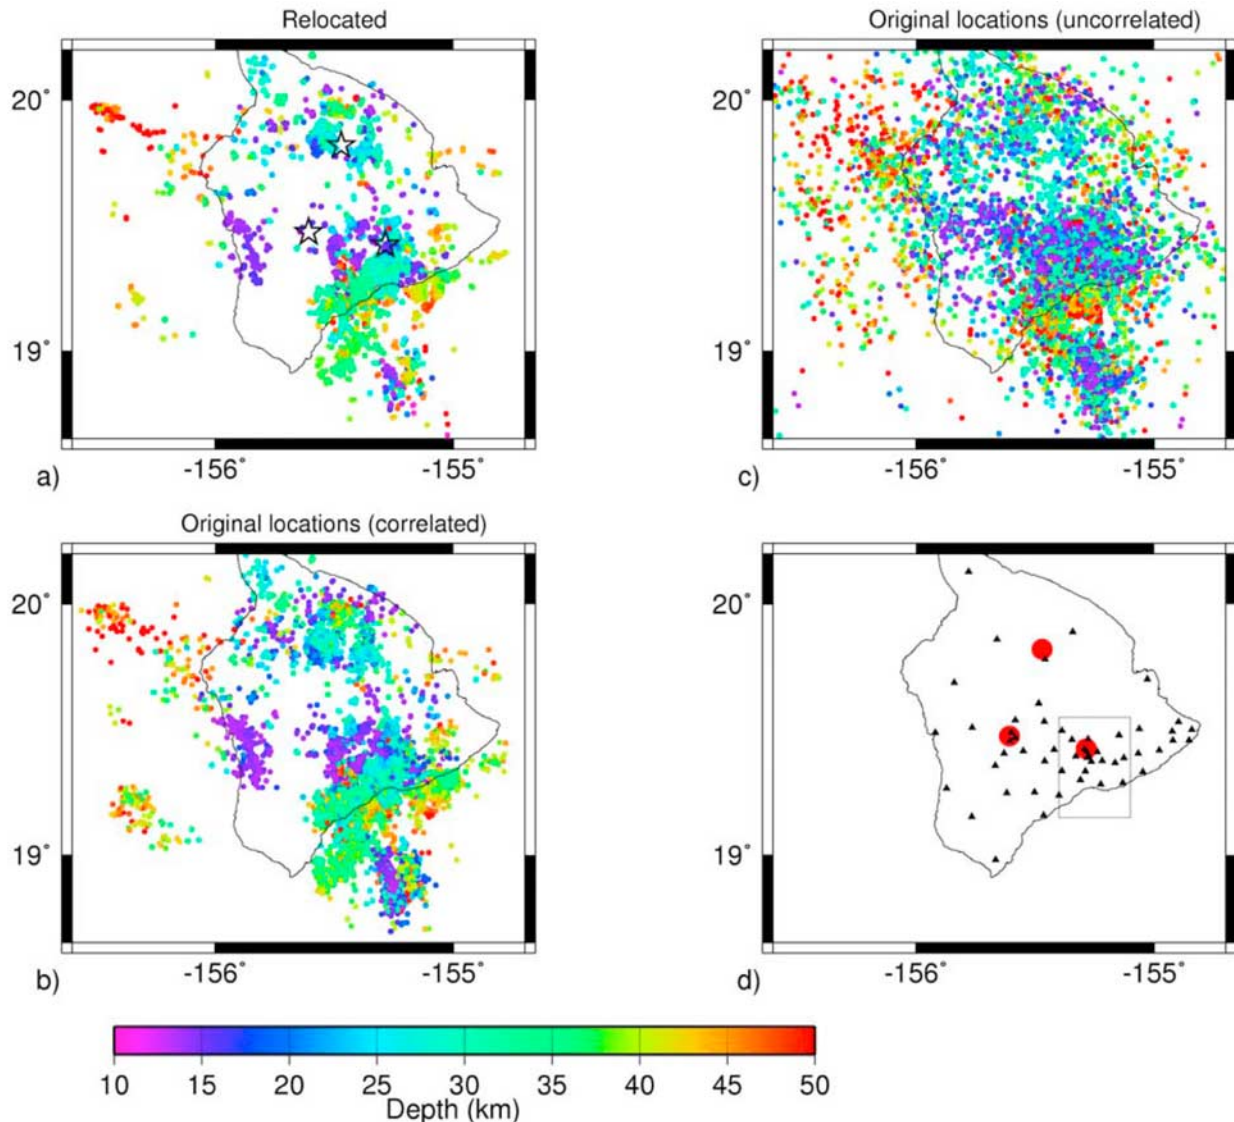 Relocated
20˚
19˚
-156˚ -155˚
a)
Original locations (uncorrelated)
20˚
19˚
-156˚ -155˚
c)
Original locations (correlated)
20˚
19˚
-156˚ -155˚
b)
20˚
19˚
-156˚ -155˚
d)
10 15 20 25 30 35 40 45 50
Depth (km)